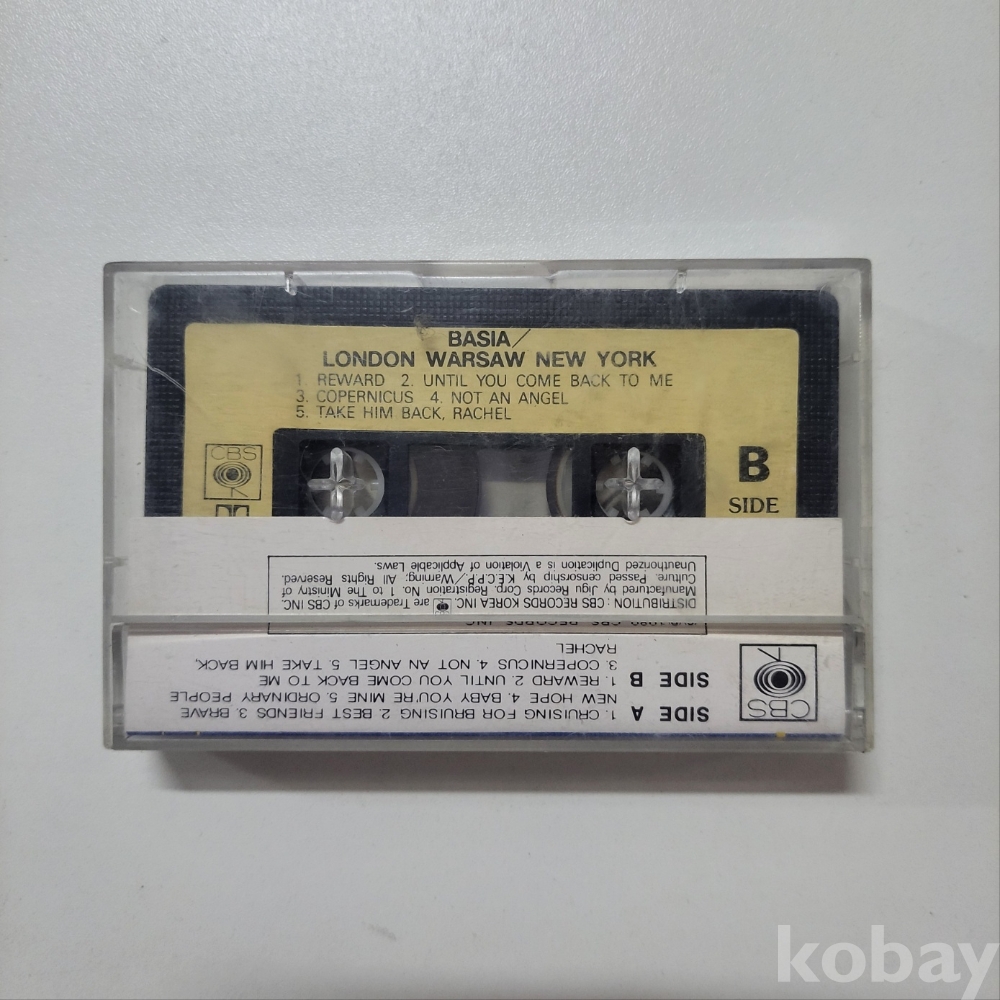 BASIA/
LONDON WARSAW NEW YORK
1. REWARD 2. UNTIL YOU COME BACK TO ME
3. COPERNICUS 4. NOT AN ANGEL
5. TAKE HIM BACK, RACHEL
CBS
B
SIDE
DISTRIBUTION : CBS RECORDS KOREA INC. are Trademarks of CBS INC.
Manufactured by Jigu Records Corp. Registration No. 1 to The Ministry of
Culture. Passed censorship by K.E.C.P.P./Warning; All Rights Reserved.
Unauthorized Duplication is a Violation of Applicable Laws.
CBS
SIDE A
1. CRUISING FOR BRUISING 2. BEST FRIENDS 3. BRAVE
NEW HOPE 4. BABY YOU'RE MINE 5. ORDINARY PEOPLE
SIDE B
1. REWARD 2. UNTIL YOU COME BACK TO ME
3. COPERNICUS 4. NOT AN ANGEL 5. TAKE HIM BACK,
RACHEL
kobay